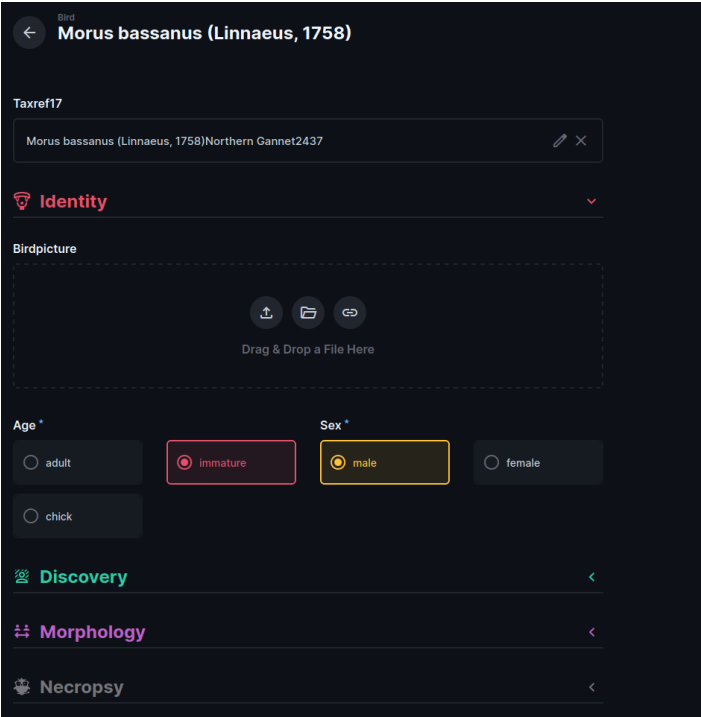 Bird
Morus bassanus (Linnaeus, 1758)
Taxref17
Morus bassanus (Linnaeus, 1758)Northern Gannet2437
Identity
Birdpicture
Drag & Drop a File Here
Age * Sex *
adult immature male female
chick
Discovery
Morphology
Necropsy